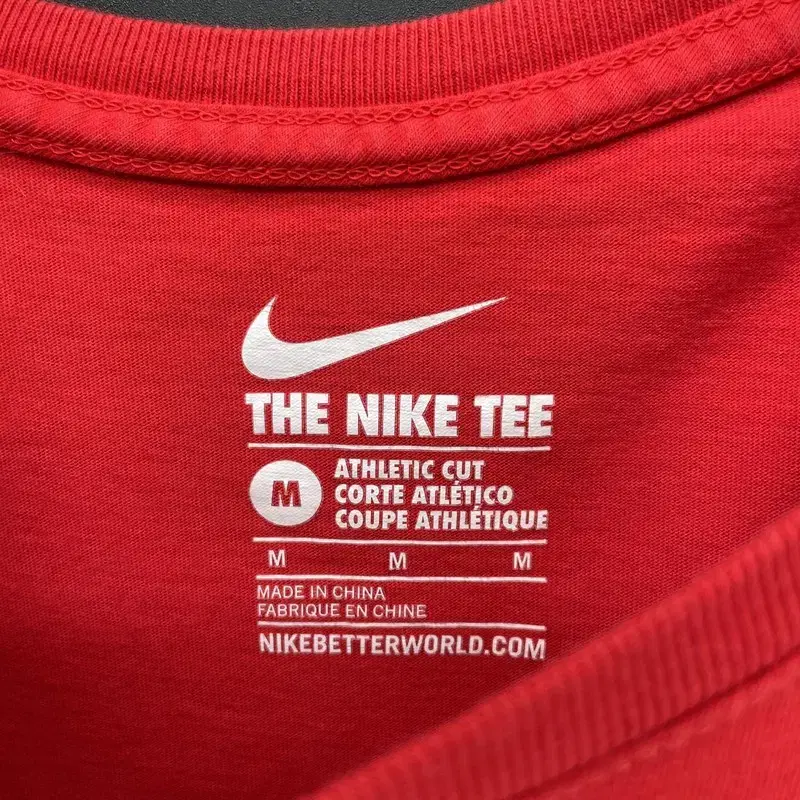 THE NIKE TEE
M
ATHLETIC CUT
CORTE ATLÉTICO
COUPE ATHLÉTIQUE
M M M
MADE IN CHINA
FABRIQUE EN CHINE
NIKEBETTERWORLD.COM